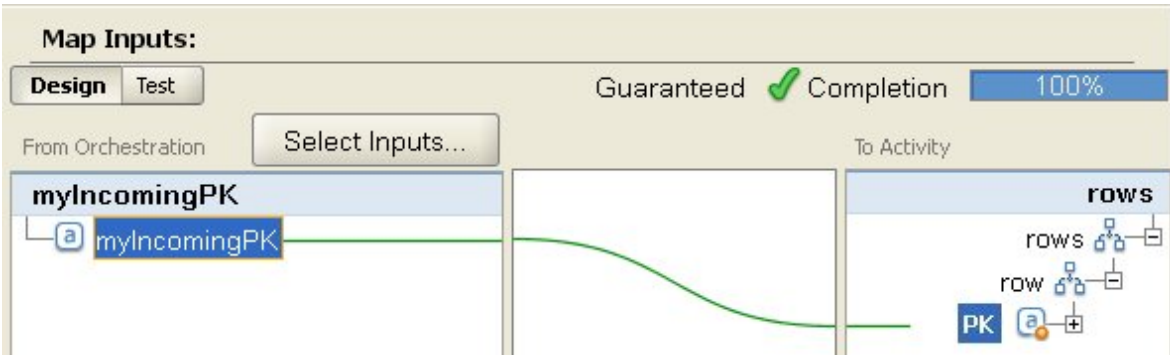 Map Inputs:
Design Test Guaranteed Completion 100%
From Orchestration Select Inputs... To Activity
myIncomingPK rows
a myIncomingPK rows
row
PK a